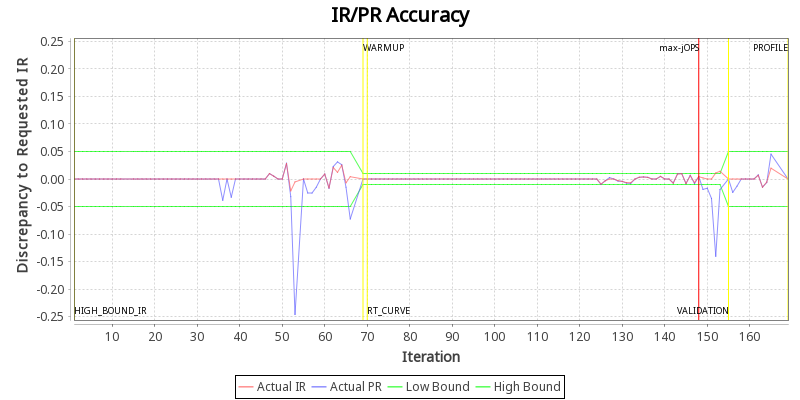 IR/PR Accuracy
Discrepancy to Requested IR
0.25
0.20
0.15
0.10
0.05
0.00
-0.05
-0.10
-0.15
-0.20
-0.25
WARMUP
max-jOPS
PROFILE
HIGH_BOUND_IR
RT_CURVE
VALIDATION
10 20 30 40 50 60 70 80 90 100 110 120 130 140 150 160
Iteration
Actual IR Actual PR Low Bound High Bound